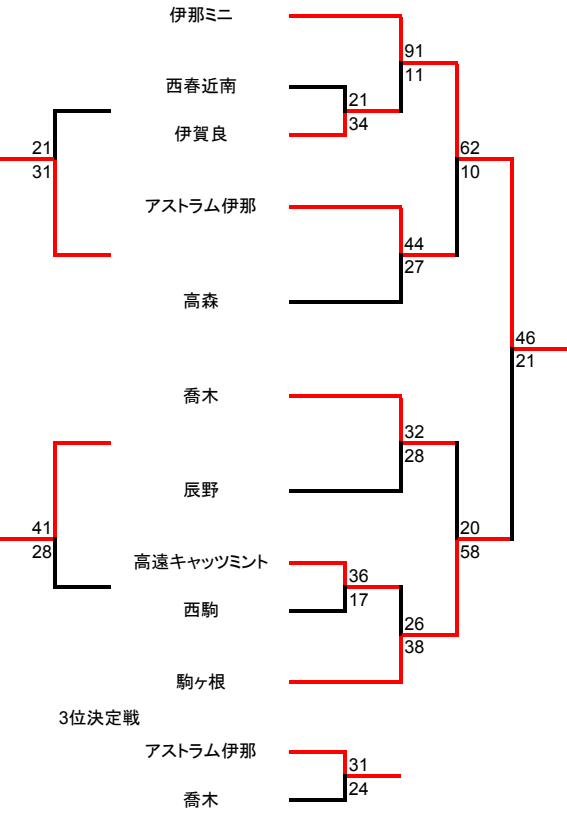 伊那ミニ
91
11
西春近南
21
34
伊賀良
21
31
62
10
アストラム伊那
44
27
高森
46
21
喬木
32
28
辰野
41
28
20
58
高遠キャッツミント
36
17
西駒
26
38
駒ヶ根
3位決定戦
アストラム伊那
31
24
喬木